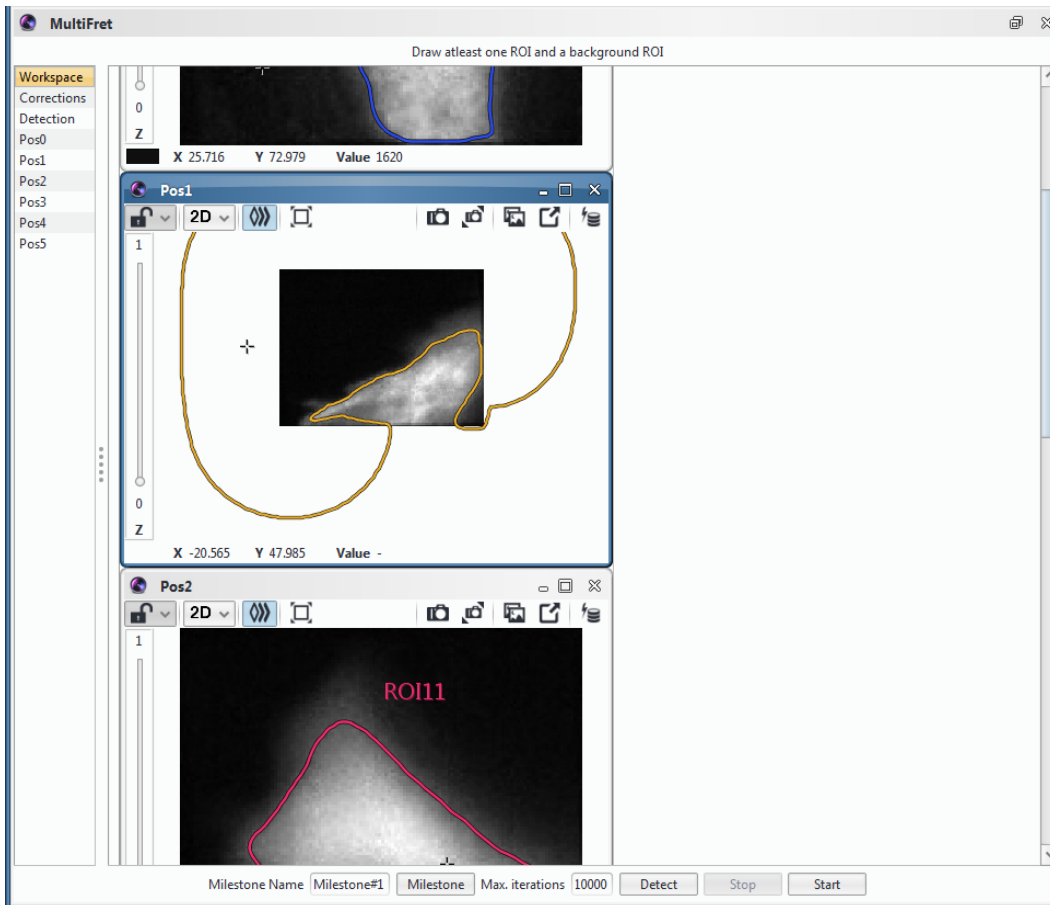 MultiFret
Draw atleast one ROI and a background ROI
Workspace
Corrections
Detection
Pos0
Pos1
Pos2
Pos3
Pos4
Pos5
0
Z
X 25.716 Y 72.979 Value 1620
Pos1
2D
1
0
Z
X -20.565 Y 47.985 Value -
Pos2
2D
1
ROI11
Milestone Name Milestone#1 Milestone Max. iterations 10000 Detect Stop Start